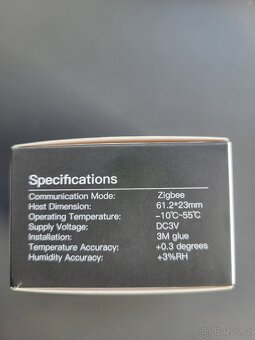 Specifications
Communication Mode: Zigbee
Host Dimension: 61.2*23mm
Operating Temperature: -10℃~55℃
Supply Voltage: DC3V
Installation: 3M glue
Temperature Accuracy: +0.3 degrees
Humidity Accuracy: +3%RH